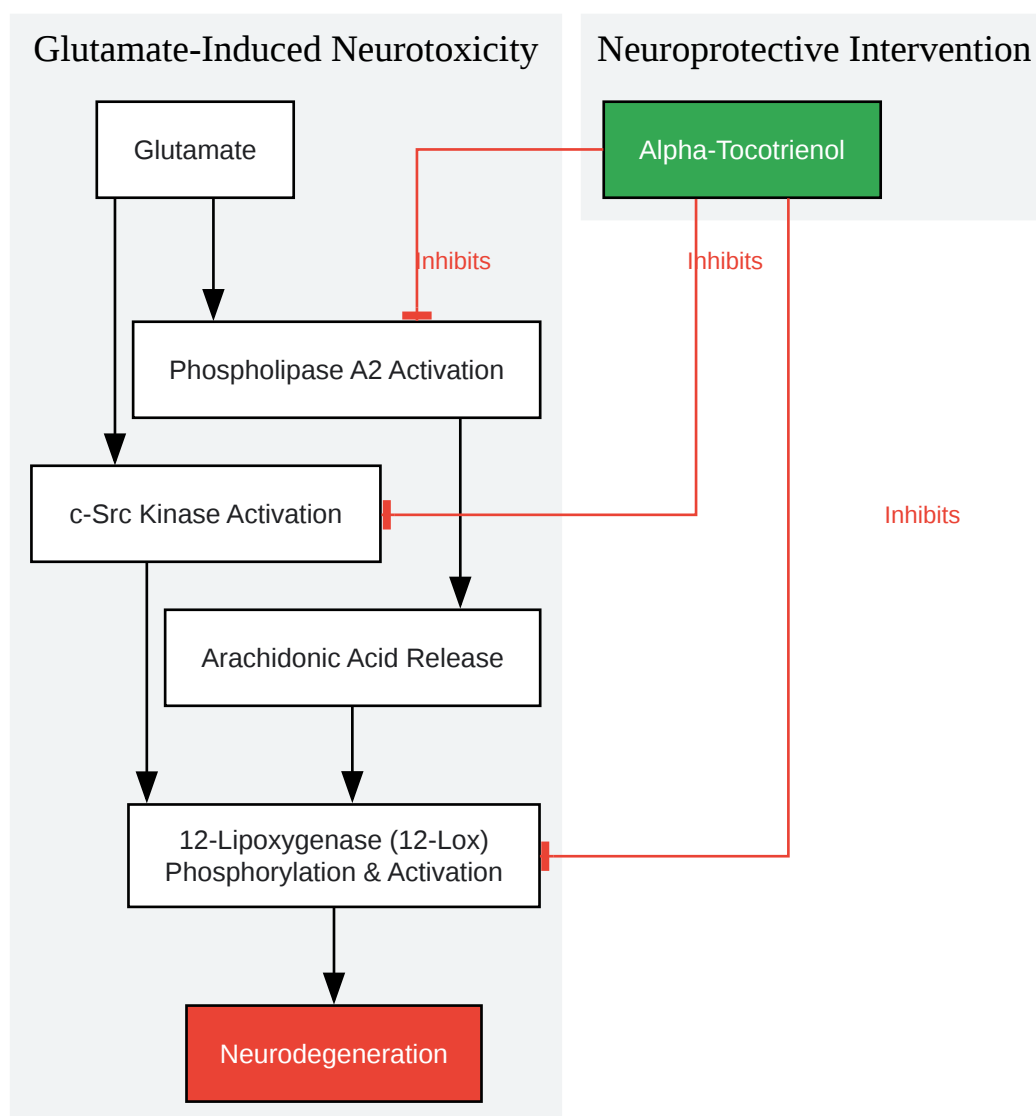 Glutamate-Induced Neurotoxicity
Neuroprotective Intervention
Glutamate
Alpha-Tocotrienol
Inhibits
Inhibits
Phospholipase A2 Activation
c-Src Kinase Activation
Inhibits
Arachidonic Acid Release
12-Lipoxygenase (12-Lox)
Phosphorylation & Activation
Neurodegeneration